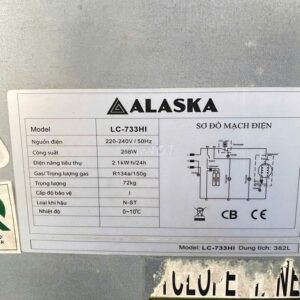 ALASKA
Model LC-733HI
Nguồn điện 220-240V / 50Hz
Công suất 258W
Điện năng tiêu thụ 2.1kW.h/24h
Gas/Trọng lượng gas R134a/150g
Trọng lượng 72kg
Cấp độ bảo vệ I
Loại khí hậu N-ST
Nhiệt độ 0~10℃
SƠ ĐỒ MẠCH ĐIỆN
CB CE
Model: LC-733HI Dung tích: 382L